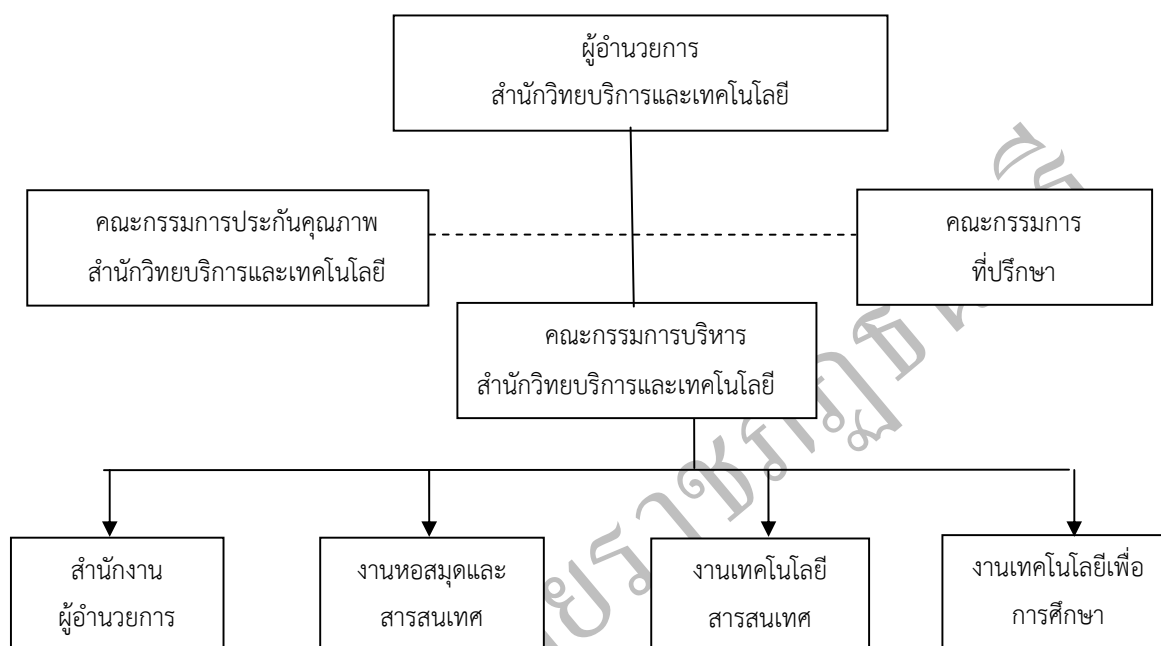 ผู้อำนวยการ
สำนักวิทยบริการและเทคโนโลยี
คณะกรรมการประกันคุณภาพ
สำนักวิทยบริการและเทคโนโลยี
คณะกรรมการ
ที่ปรึกษา
คณะกรรมการบริหาร
สำนักวิทยบริการและเทคโนโลยี
สำนักงาน
ผู้อำนวยการ
งานหอสมุดและ
สารสนเทศ
งานเทคโนโลยี
สารสนเทศ
งานเทคโนโลยีเพื่อ
การศึกษา